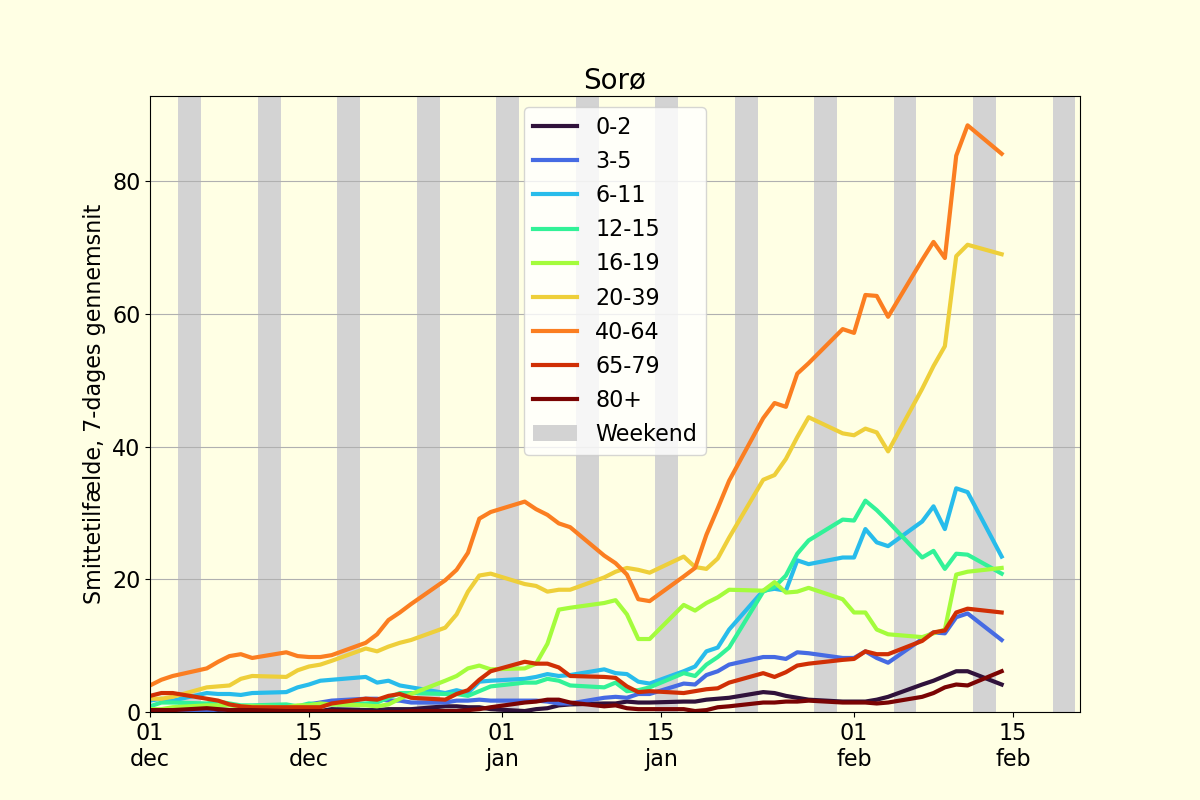 Sorø
Smittetilfælde, 7-dages gennemsnit
80
60
40
20
0
0-2
3-5
6-11
12-15
16-19
20-39
40-64
65-79
80+
Weekend
01 dec
15 dec
01 jan
15 jan
01 feb
15 feb